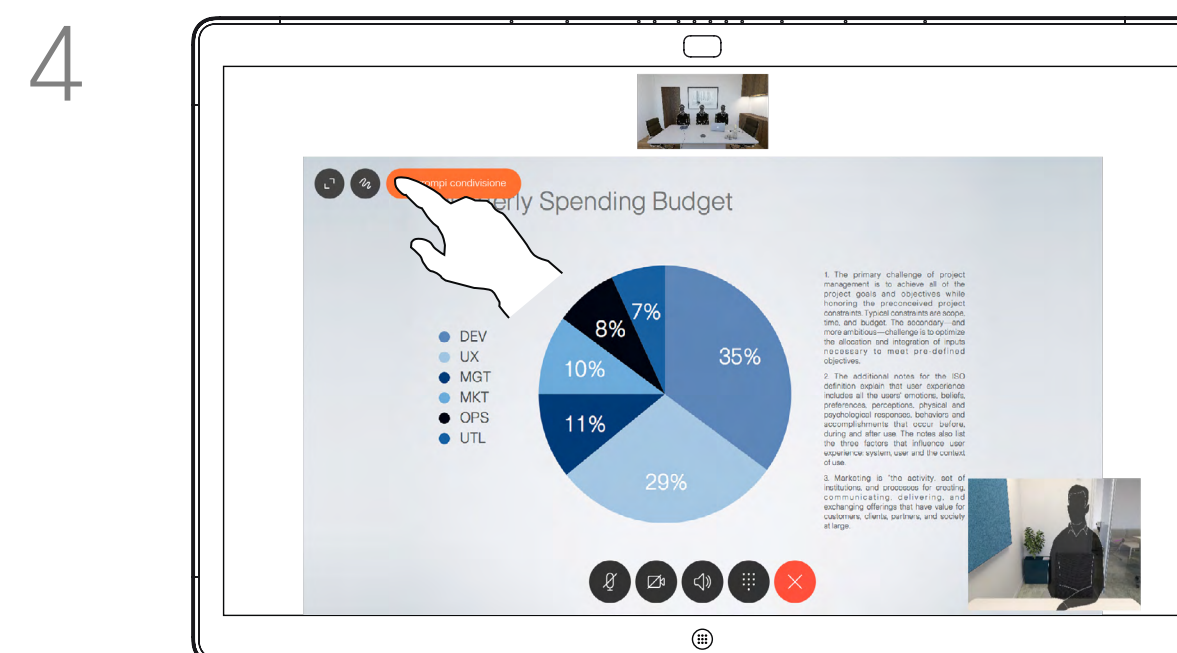 4
condivisione
Spending Budget
DEV
UX
MGT
MKT
OPS
UTL
7%
8%
35%
10%
11%
29%
1. The primary challenge of project
management is to achieve all of the
project goals and objectives while
honoring the preconceived project
constraints. Typical constraints are scope,
time, and budget. The secondary—and
more ambitious—challenge is to optimize
the allocation and integration of inputs
necessary to meet pre-defined
objectives.
2. The additional notes for the ISO
definition explain that user experience
includes all the users' emotions, beliefs,
preferences, perceptions, physical and
psychological responses, behaviors and
accomplishments that occur before,
during and after use. The notes also list
the three factors that influence user
experience: system, user and the context
of use.
3. Marketing is "the activity, set of
institutions, and processes for creating,
communicating, delivering, and
exchanging offerings that have value for
customers, clients, partners, and society
at large.